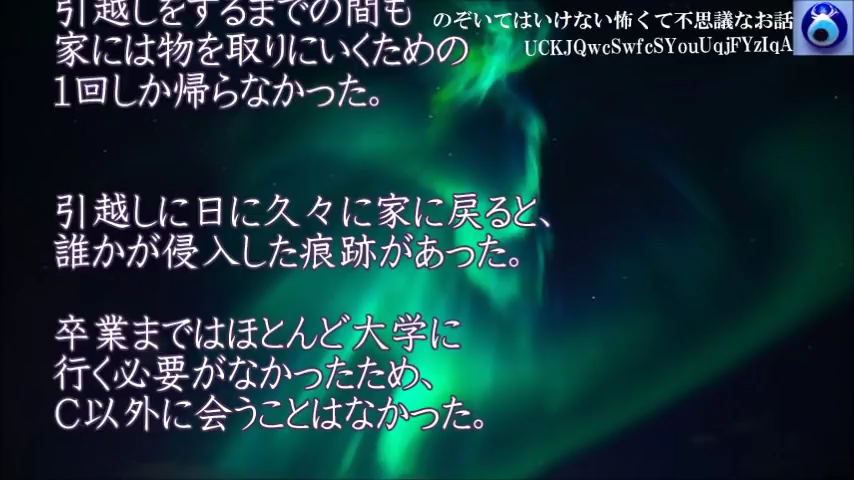 引越しをするまでの間も
家には物を取りにいくための
1回しか帰らなかった。
引越しに日に久々に家に戻ると、
誰かが侵入した痕跡があった。
卒業まではほとんど大学に
行く必要がなかったため、
C以外に会うことはなかった。
のぞいてはいけない怖くて不思議なお話
UCKJQwcSwfcSYouUqjFYzIqA